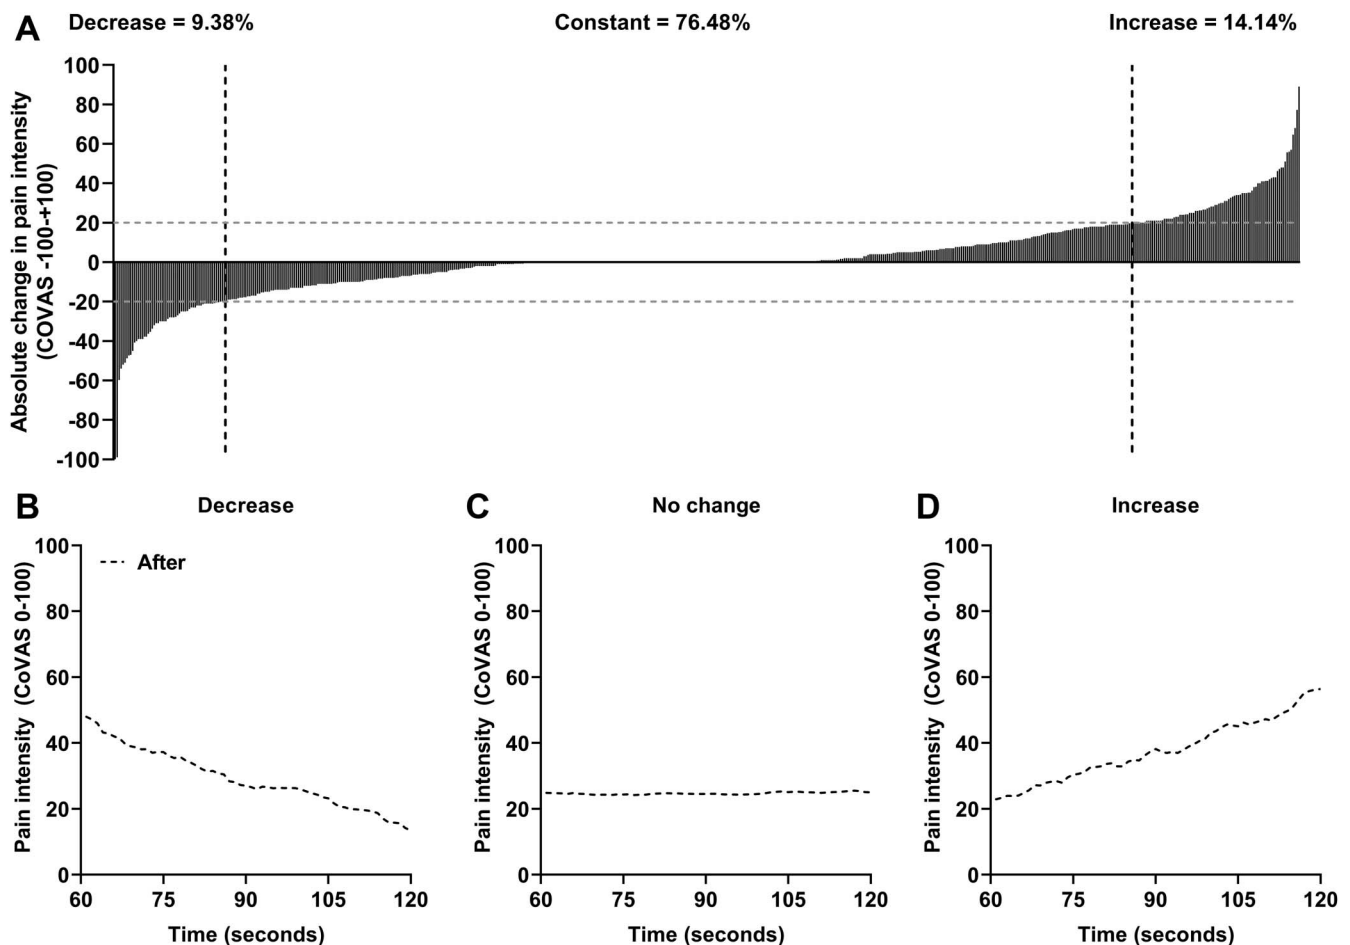 A
Decrease = 9.38%
Constant = 76.48%
Increase = 14.14%
Absolute change in pain intensity
(COVAS -100-+100)
100
80
60
40
20
0
-20
-40
-60
-80
-100
B
Decrease
Pain intensity (CoVAS 0-100)
100
80
60
40
20
0
After
60
75
90
105
120
Time (seconds)
C
No change
Pain intensity (CoVAS 0-100)
100
80
60
40
20
0
60
75
90
105
120
Time (seconds)
D
Increase
Pain intensity (CoVAS 0-100)
100
80
60
40
20
0
60
75
90
105
120
Time (seconds)